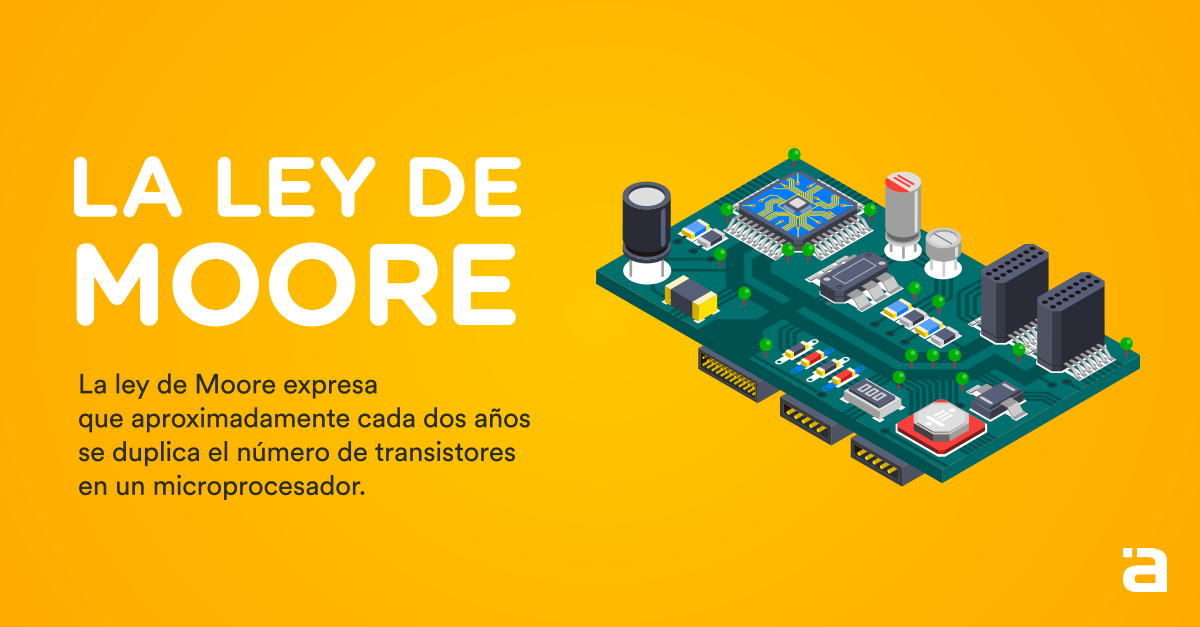 LA LEY DE
MOORE
La ley de Moore expresa
que aproximadamente cada dos años
se duplica el número de transistores
en un microprocesador.
000
ä